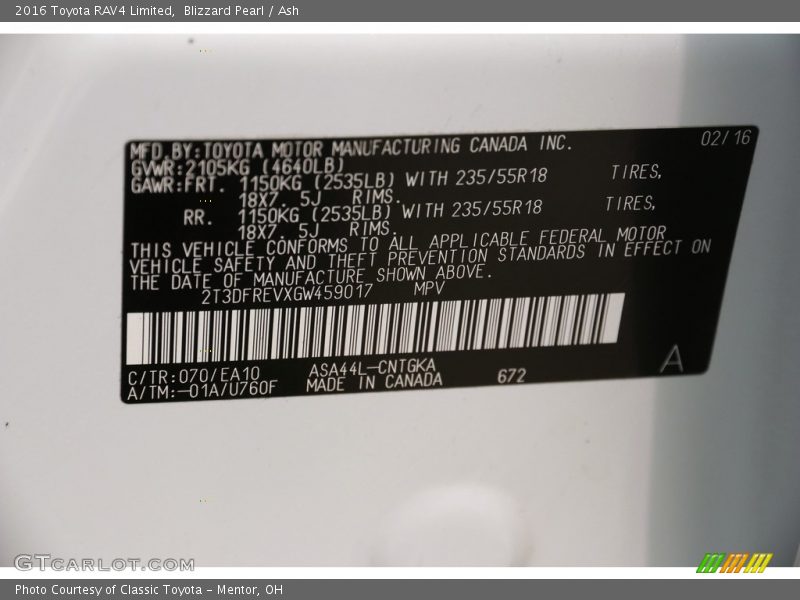 2016 Toyota RAV4 Limited,  Blizzard Pearl / Ash
MFD.BY:TOYOTA MOTOR MANUFACTURING CANADA INC. 02/16
GVWR:2105KG (4640LB)
GAWR:FRT. 1150KG (2535LB) WITH 235/55R18 TIRES,
18X7. 5J RIMS.
RR. 1150KG (2535LB) WITH 235/55R18 TIRES,
18X7. 5J RIMS.
THIS VEHICLE CONFORMS TO ALL APPLICABLE FEDERAL MOTOR
VEHICLE SAFETY AND THEFT PREVENTION STANDARDS IN EFFECT ON
THE DATE OF MANUFACTURE SHOWN ABOVE.
2T3DFREVXGW459017 MPV
C/TR:070/EA10 ASA44L-CNTGKA 672 A
A/TM:-01A/U760F MADE IN CANADA
GTCARLOT.COM
Photo Courtesy of Classic Toyota - Mentor, OH